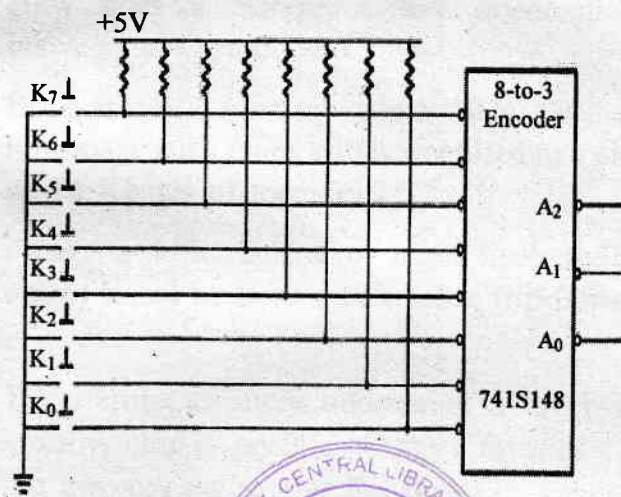 +5V
K7
K6
K5
K4
K3
K2
K1
K0
8-to-3
Encoder
A2
A1
A0
741S148
CENTRAL LIBRA